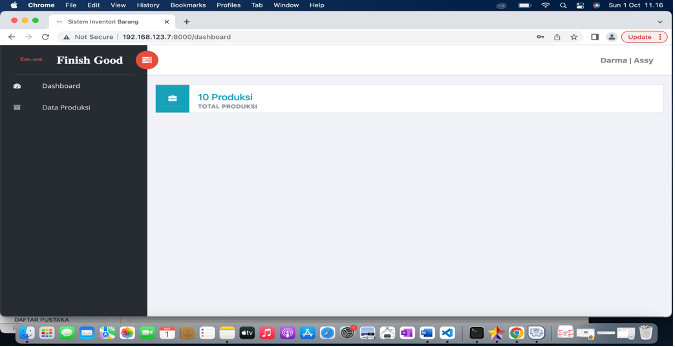 Chrome File Edit View History Bookmarks Profiles Tab Window Help Sun 1 Oct 11.16
Sistem Inventori Barang
Not Secure | 192.168.123.7:8000/dashboard Update
Finish Good
Darma | Assy
Dashboard
Data Produksi
10 Produksi
TOTAL PRODUKSI
DAFTAR PUSTAKA